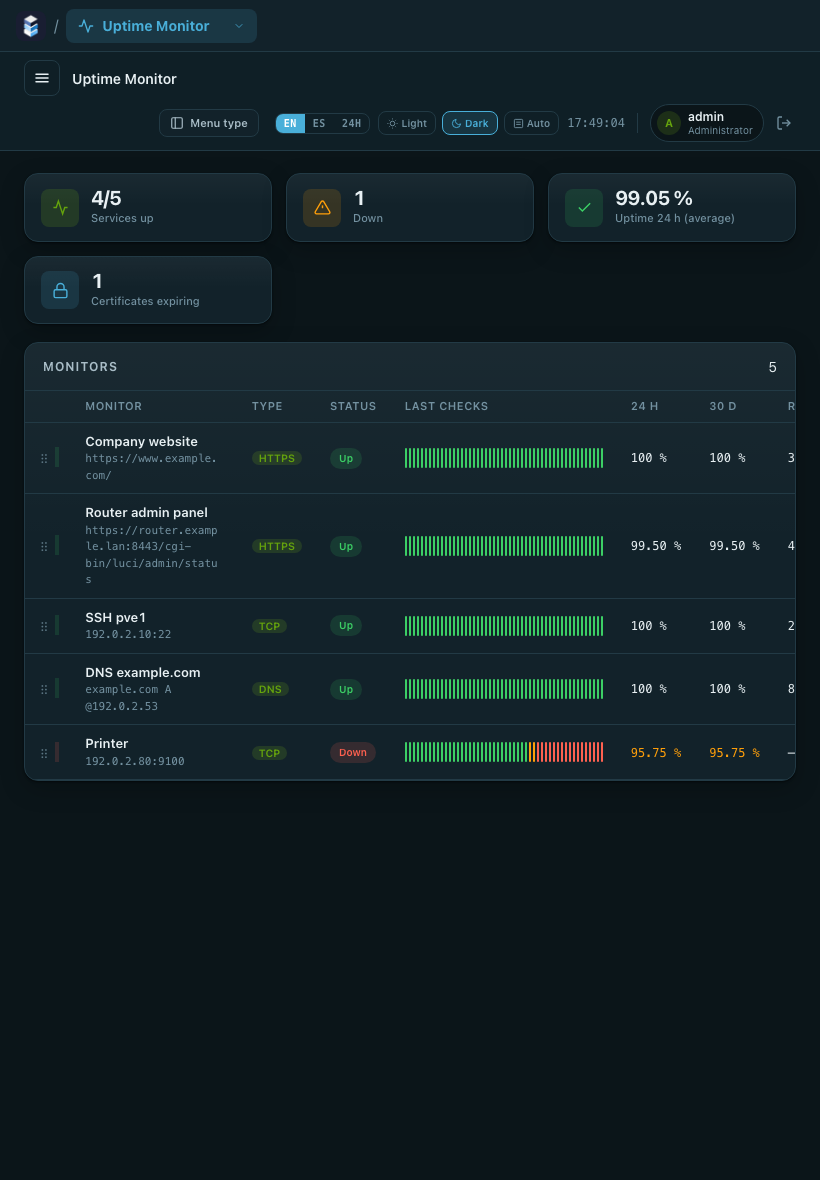 / Uptime Monitor
Uptime Monitor
Menu type EN ES 24H Light Dark Auto 17:49:04 A admin
Administrator
4/5
Services up
1
Down
99.05 %
Uptime 24 h (average)
1
Certificates expiring
MONITORS 5
MONITOR TYPE STATUS LAST CHECKS 24 H 30 D
Company website
https://www.example.
com/
HTTPS Up 100 % 100 %
Router admin panel
https://router.examp
le.lan:8443/cgi-
bin/luci/admin/statu
s
HTTPS Up 99.50 % 99.50 %
SSH pve1
192.0.2.10:22
TCP Up 100 % 100 %
DNS example.com
example.com A
@192.0.2.53
DNS Up 100 % 100 %
Printer
192.0.2.80:9100
TCP Down 95.75 % 95.75 %